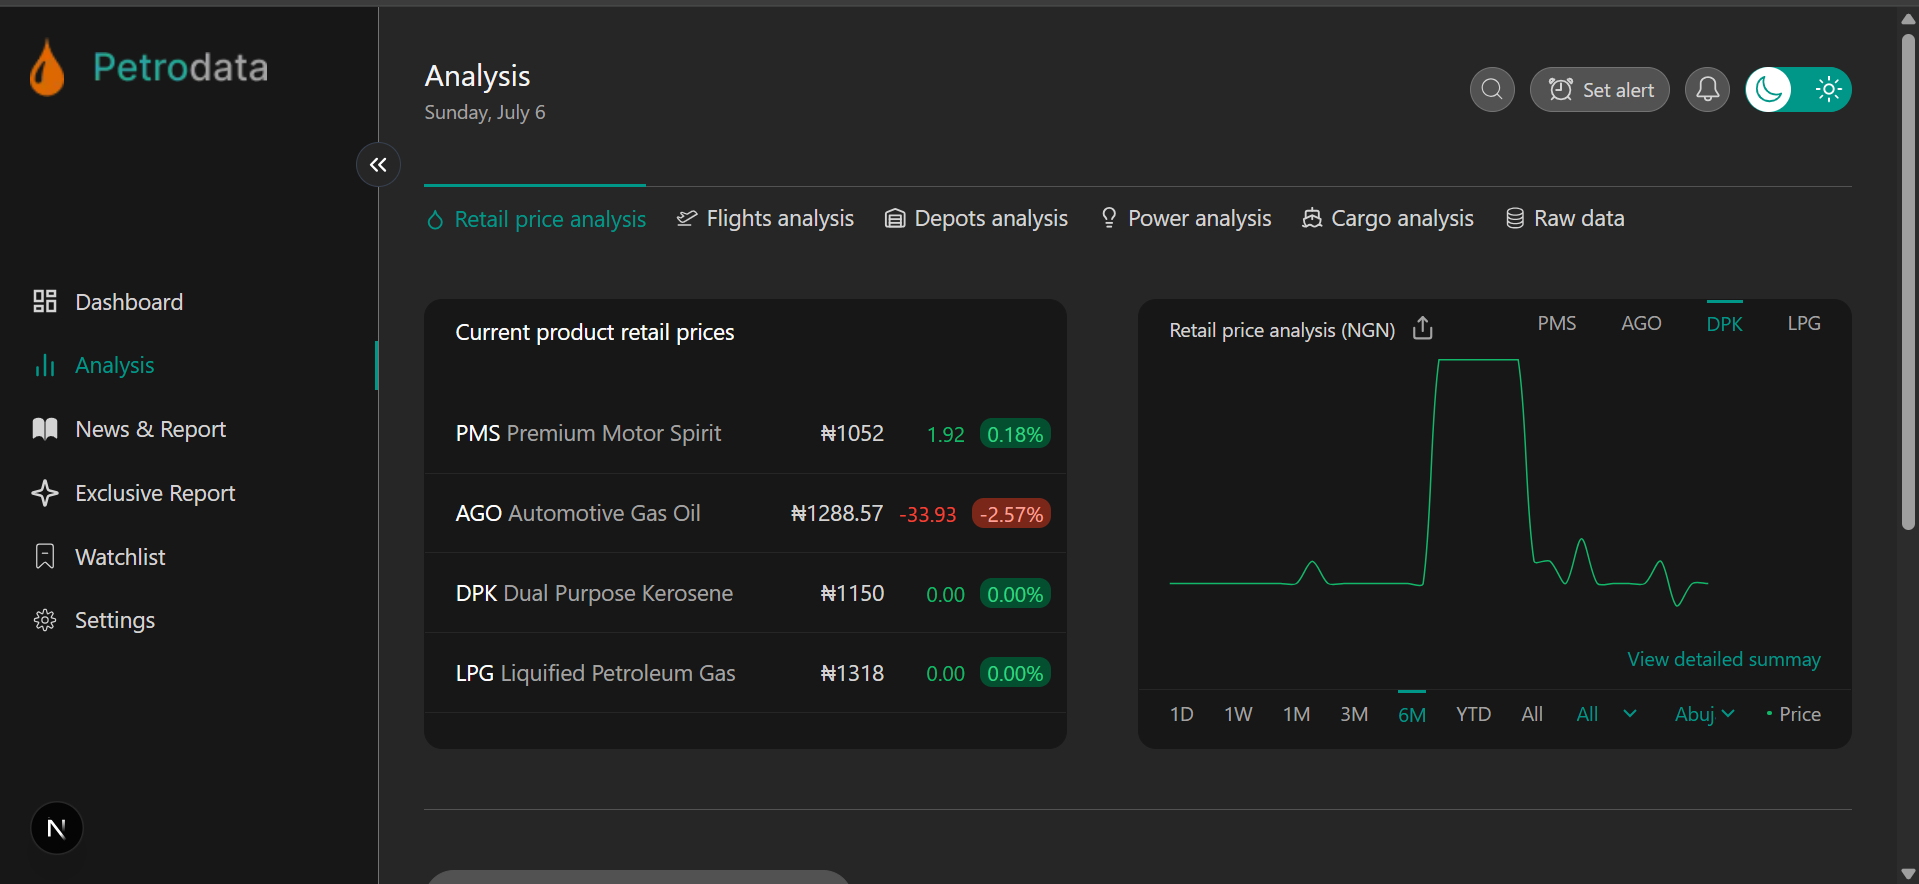 Petrodata
Analysis
Sunday, July 6
Set alert
Retail price analysis
Flights analysis
Depots analysis
Power analysis
Cargo analysis
Raw data
Dashboard
Analysis
News & Report
Exclusive Report
Watchlist
Settings
N
Current product retail prices
PMS Premium Motor Spirit ₦1052 1.92 0.18%
AGO Automotive Gas Oil ₦1288.57 -33.93 -2.57%
DPK Dual Purpose Kerosene ₦1150 0.00 0.00%
LPG Liquified Petroleum Gas ₦1318 0.00 0.00%
Retail price analysis (NGN)
PMS AGO DPK LPG
View detailed summay
1D 1W 1M 3M 6M YTD All All Abuj Price